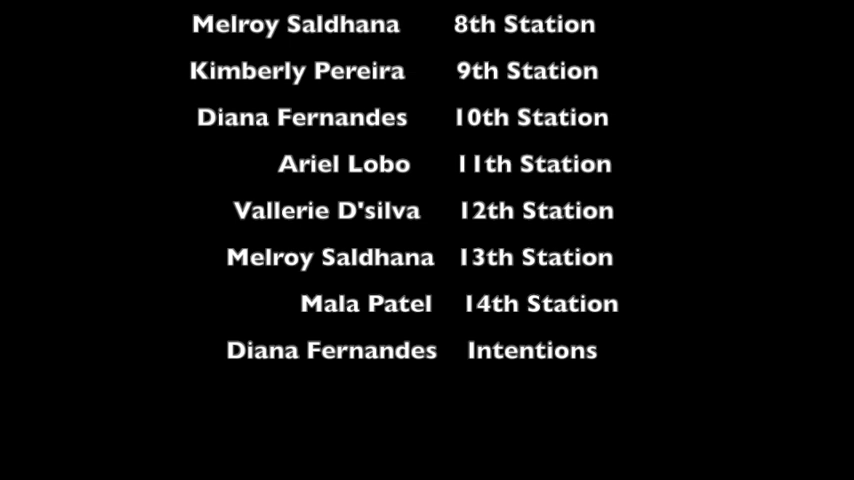 Melroy Saldhana 8th Station
Kimberly Pereira 9th Station
Diana Fernandes 10th Station
Ariel Lobo 11th Station
Vallerie D'silva 12th Station
Melroy Saldhana 13th Station
Mala Patel 14th Station
Diana Fernandes Intentions